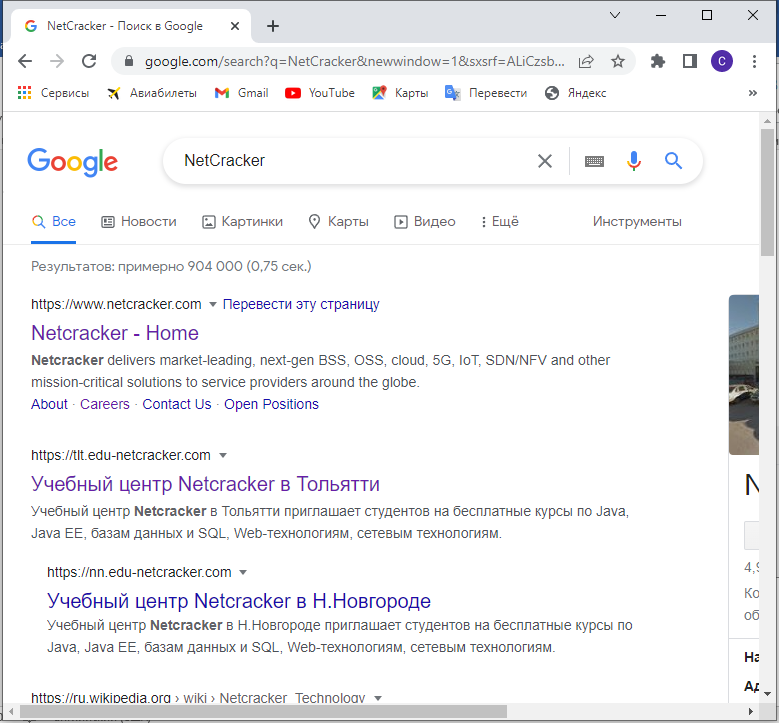 NetCracker - Поиск в Google
google.com/search?q=NetCracker&newwindow=1&sxsrf=ALiCzsb...
C
Сервисы Авиабилеты Gmail YouTube Карты Перевести Яндекс »
Google
NetCracker
Все Новости Картинки Карты Видео Ещё Инструменты
Результатов: примерно 904 000 (0,75 сек.)
https://www.netcracker.com Перевести эту страницу
Netcracker - Home
Netcracker delivers market-leading, next-gen BSS, OSS, cloud, 5G, IoT, SDN/NFV and other
mission-critical solutions to service providers around the globe.
About · Careers · Contact Us · Open Positions
https://tlt.edu-netcracker.com
Учебный центр Netcracker в Тольятти
Учебный центр Netcracker в Тольятти приглашает студентов на бесплатные курсы по Java,
Java EE, базам данных и SQL, Web-технологиям, сетевым технологиям.
https://nn.edu-netcracker.com
Учебный центр Netcracker в Н.Новгороде
Учебный центр Netcracker в Н.Новгороде приглашает студентов на бесплатные курсы по
Java, Java EE, базам данных и SQL, Web-технологиям, сетевым технологиям.
https://ru.wikipedia.org › wiki › Netcracker_Technology
4,9
Ко
об
На
Ад